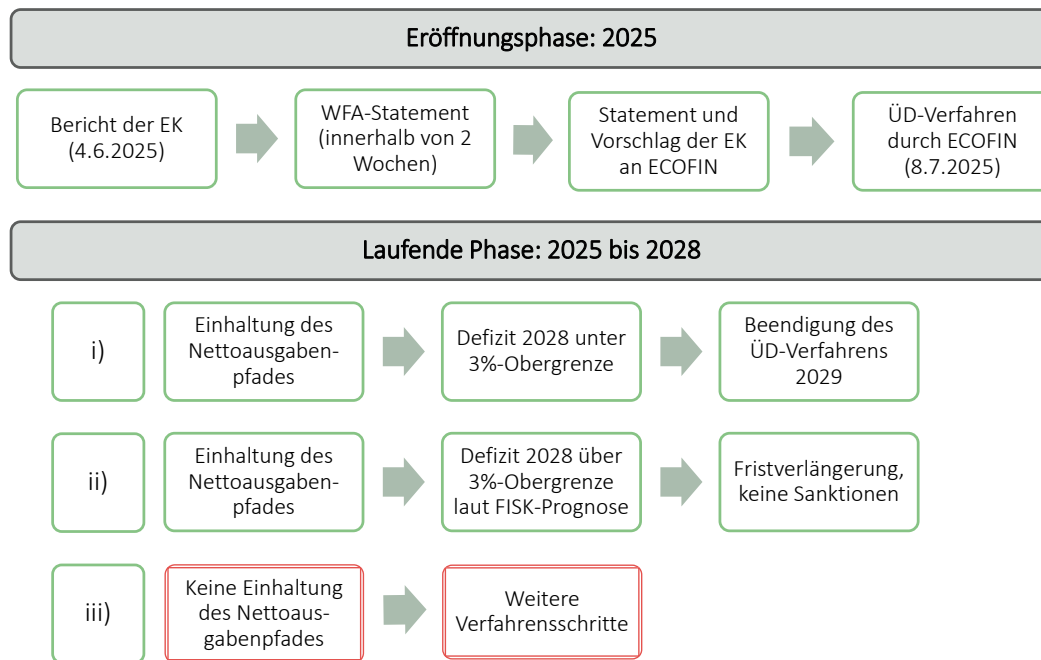 Eröffnungsphase: 2025
Bericht der EK
(4.6.2025)
WFA-Statement
(innerhalb von 2
Wochen)
Statement und
Vorschlag der EK
an ECOFIN
ÜD-Verfahren
durch ECOFIN
(8.7.2025)
Laufende Phase: 2025 bis 2028
i)
Einhaltung des
Nettoausgaben-
pfades
Defizit 2028 unter
3%-Obergrenze
Beendigung des
ÜD-Verfahrens
2029
ii)
Einhaltung des
Nettoausgaben-
pfades
Defizit 2028 über
3%-Obergrenze
laut FISK-Prognose
Fristverlängerung,
keine Sanktionen
iii)
Keine Einhaltung
des Nettoaus-
gabenpfades
Weitere
Verfahrensschritte